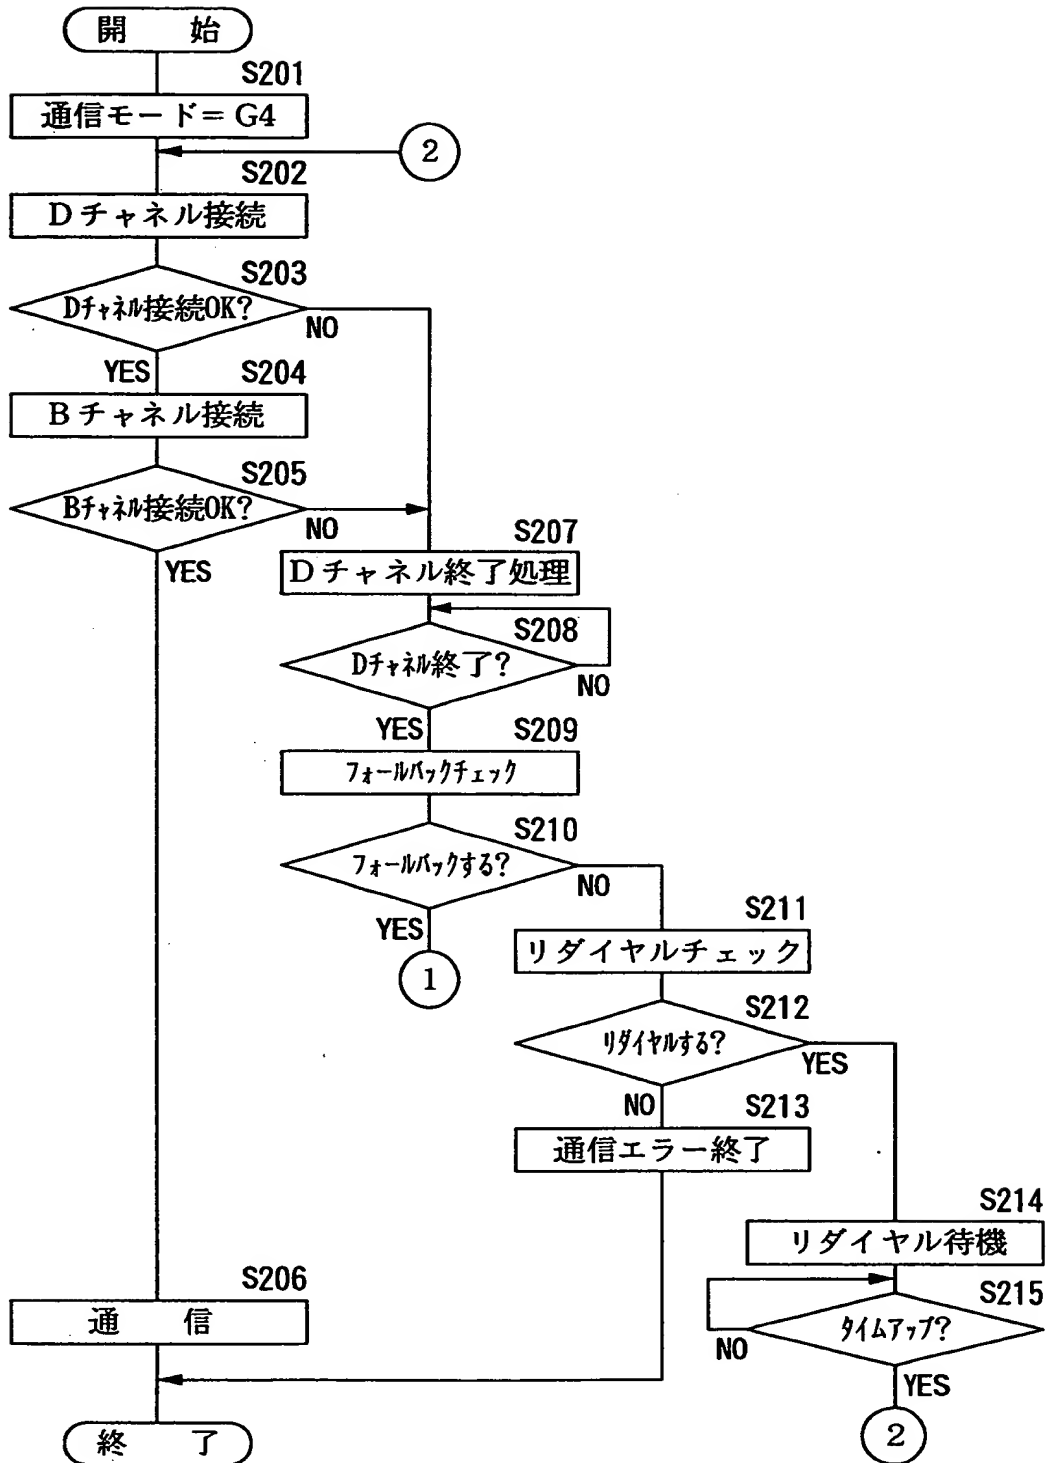 開 始
S201
通信モード=G4
2
S202
Dチャネル接続
S203
Dチャネル接続OK?
NO
YES
S204
Bチャネル接続
S205
Bチャネル接続OK?
NO
YES
S207
Dチャネル終了処理
S208
Dチャネル終了?
NO
YES
S209
フォールバックチェック
S210
フォールバックする?
NO
YES
1
S211
リダイヤルチェック
S212
リダイヤルする?
YES
NO
S213
通信エラー終了
S214
リダイヤル待機
S215
タイムアップ?
NO
YES
2
S206
通 信
終 了